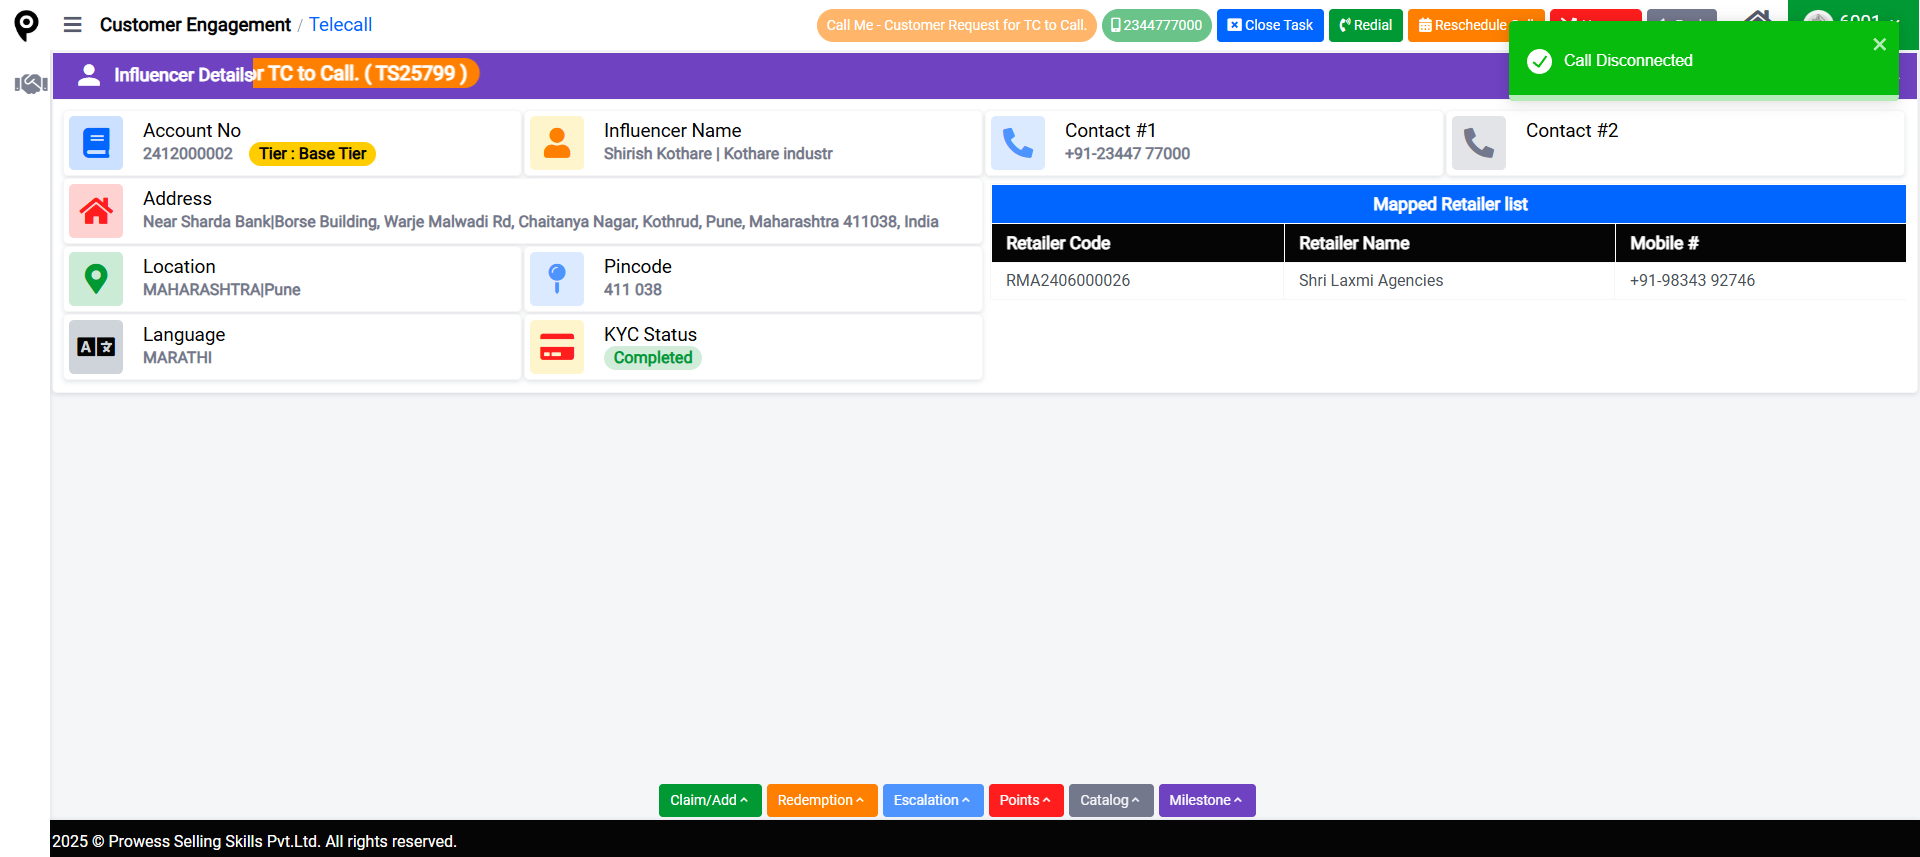 Customer Engagement / Telecall
Call Me - Customer Request for TC to Call.
2344777000
Close Task
Redial
Reschedule
Call Disconnected
Influencer Details
r TC to Call. ( TS25799 )
Account No
2412000002 Tier : Base Tier
Influencer Name
Shirish Kothare | Kothare industr
Contact #1
+91-23447 77000
Contact #2
Address
Near Sharda Bank|Borse Building, Warje Malwadi Rd, Chaitanya Nagar, Kothrud, Pune, Maharashtra 411038, India
Mapped Retailer list
Retailer Code Retailer Name Mobile #
RMA2406000026 Shri Laxmi Agencies +91-98343 92746
Location
MAHARASHTRA|Pune
Pincode
411 038
Language
MARATHI
KYC Status
Completed
Claim/Add
Redemption
Escalation
Points
Catalog
Milestone
2025 © Prowess Selling Skills Pvt.Ltd. All rights reserved.